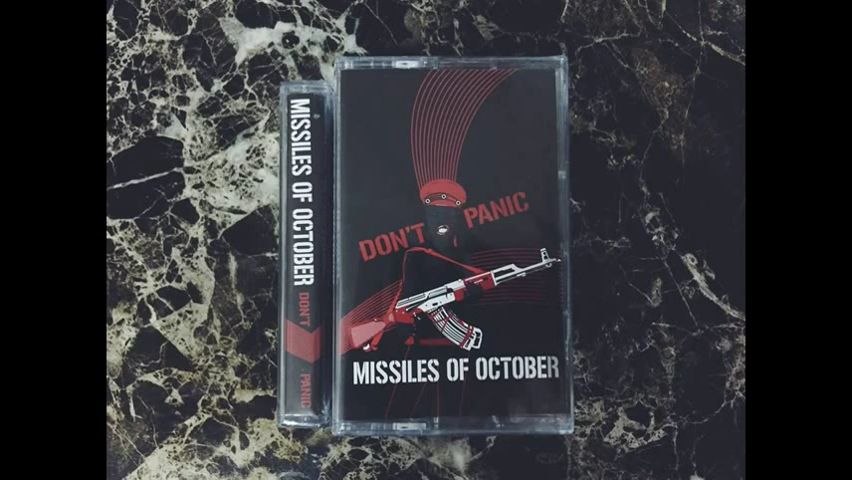 MISSILES OF OCTOBER
DON'T
PANIC
DON'T
PANIC
MISSILES OF OCTOBER